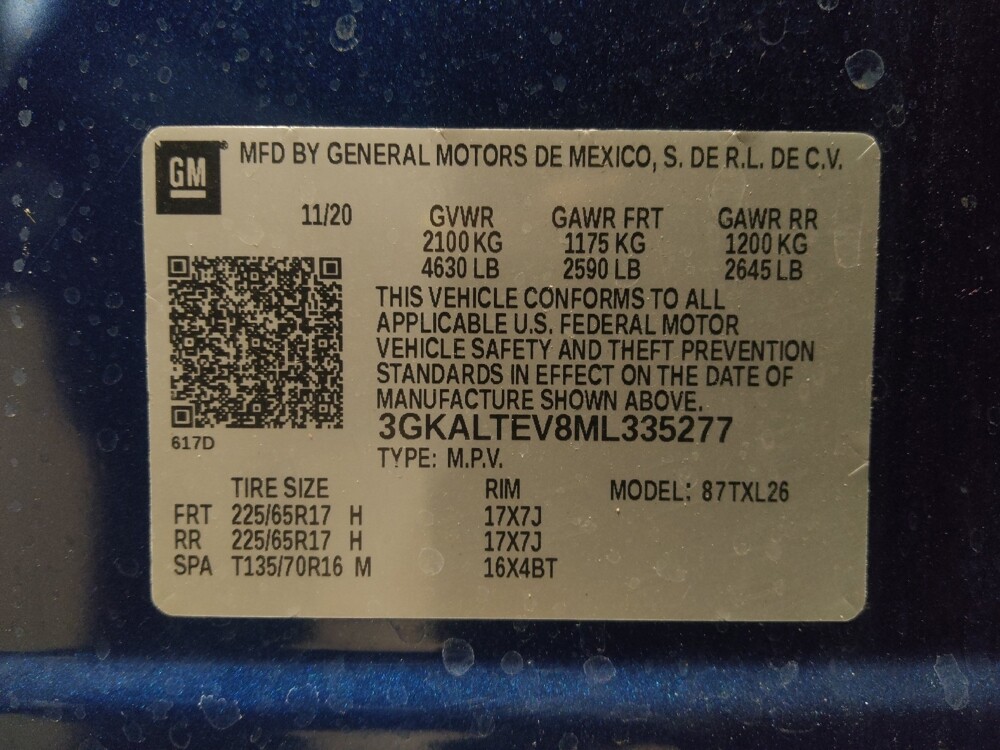 GM
MFD BY GENERAL MOTORS DE MEXICO, S. DE R.L. DE C.V.
11/20 GVWR GAWR FRT GAWR RR
2100 KG 1175 KG 1200 KG
4630 LB 2590 LB 2645 LB
THIS VEHICLE CONFORMS TO ALL
APPLICABLE U.S. FEDERAL MOTOR
VEHICLE SAFETY AND THEFT PREVENTION
STANDARDS IN EFFECT ON THE DATE OF
MANUFACTURE SHOWN ABOVE.
3GKALTEV8ML335277
617D
TYPE: M.P.V.
TIRE SIZE RIM MODEL: 87TXL26
FRT 225/65R17 H 17X7J
RR 225/65R17 H 17X7J
SPA T135/70R16 M 16X4BT